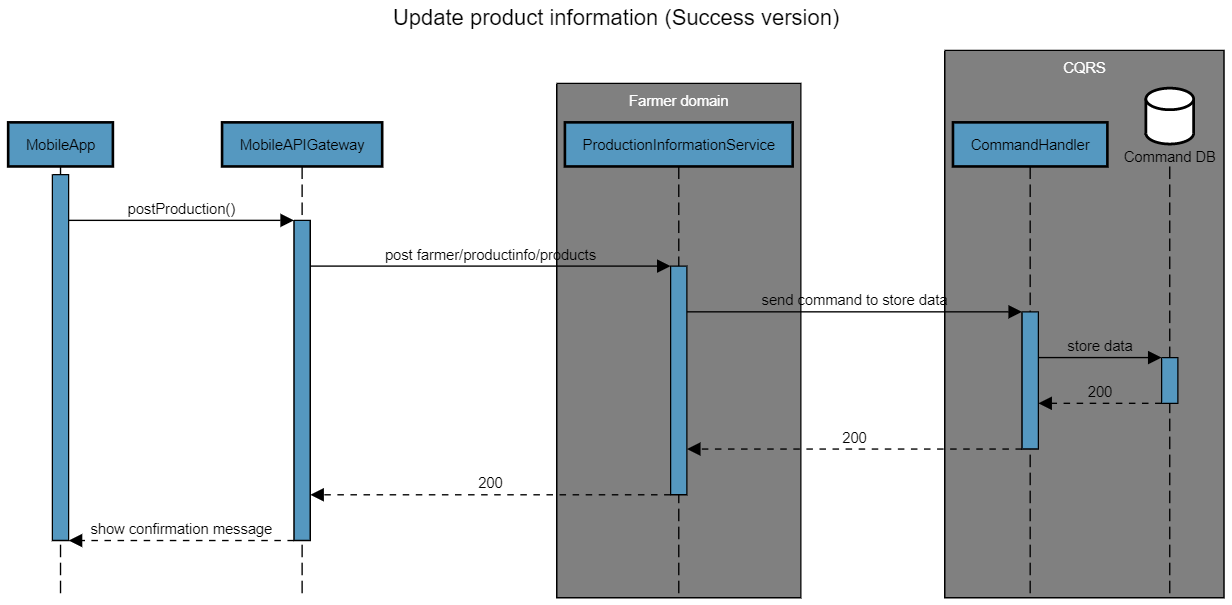 Update product information (Success version)
CQRS
Farmer domain
MobileApp
MobileAPIGateway
ProductionInformationService
CommandHandler
Command DB
postProduction()
post farmer/productinfo/products
send command to store data
store data
200
200
200
show confirmation message